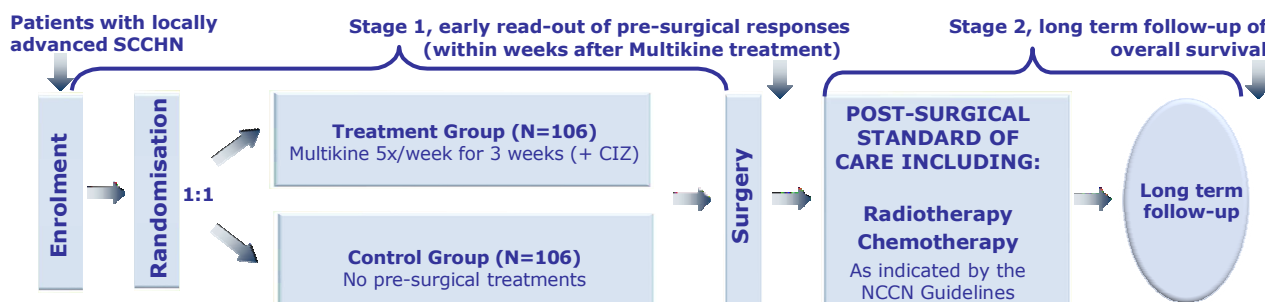 Patients with locally
advanced SCCHN
Stage 1, early read-out of pre-surgical responses
(within weeks after Multikine treatment)
Stage 2, long term follow-up of
overall survival
Enrolment
Randomisation
1:1
Treatment Group (N=106)
Multikine 5x/week for 3 weeks (+ CIZ)
Control Group (N=106)
No pre-surgical treatments
Surgery
POST-SURGICAL
STANDARD OF
CARE INCLUDING:
Radiotherapy
Chemotherapy
As indicated by the
NCCN Guidelines
Long term
follow-up